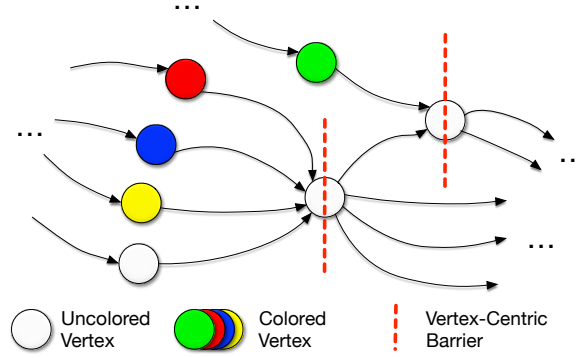 ...
...
...
...
Uncolored
Vertex
Colored
Vertex
Vertex-Centric
Barrier